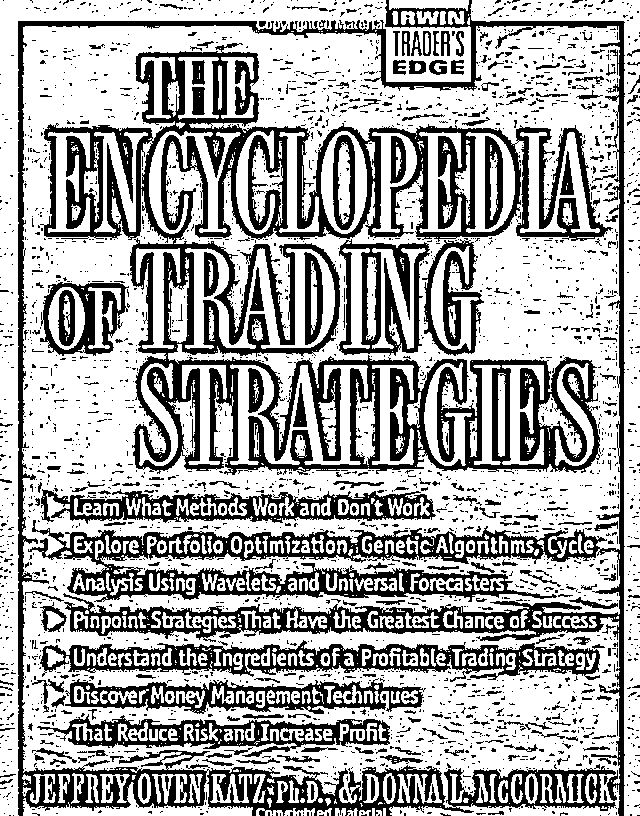 Copyrighted Material
IRWIN
TRADER'S
EDGE
THE
ENCYCLOPEDIA
OF TRADING
STRATEGIES
Learn What Methods Work and Don't Work
Explore Portfolio Optimization, Genetic Algorithms, Cycle
Analysis Using Wavelets, and Universal Forecasters
Pinpoint Strategies That Have the Greatest Chance of Success
Understand the Ingredients of a Profitable Trading Strategy
Discover Money Management Techniques
That Reduce Risk and Increase Profit
JEFFREY OWEN KATZ, Ph.D., & DONNA L. McCORMICK
Copyrighted Material